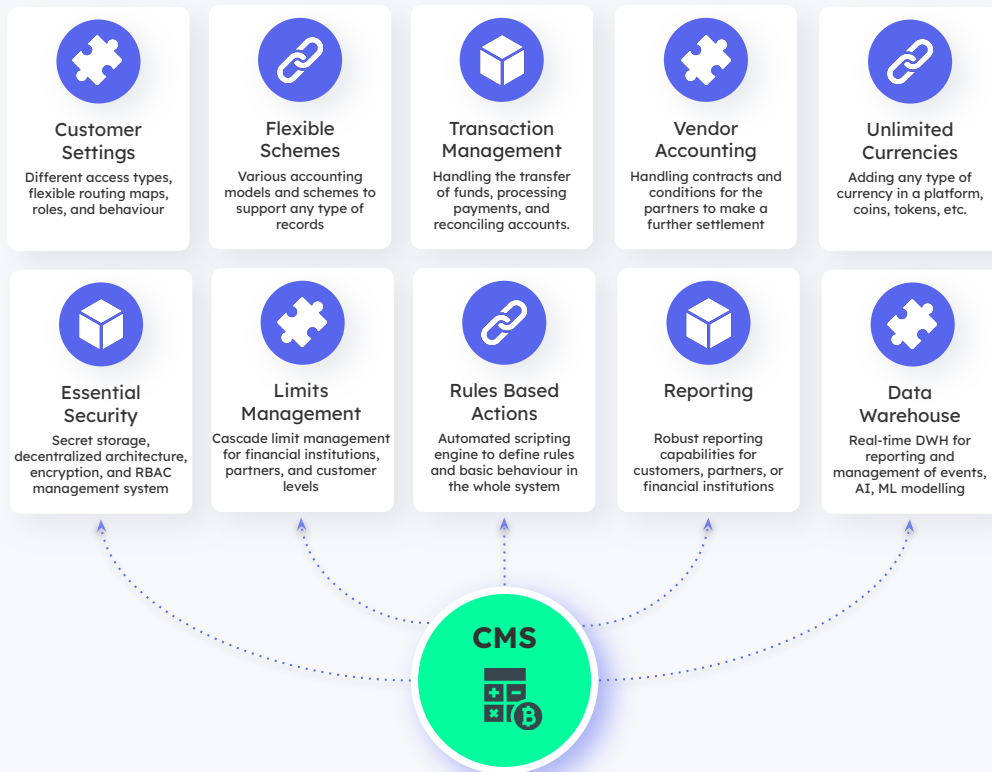 Customer
Settings
Different access types,
flexible routing maps,
roles, and behaviour
Flexible
Schemes
Various accounting
models and schemes to
support any type of
records
Transaction
Management
Handling the transfer
of funds, processing
payments, and
reconciling accounts.
Vendor
Accounting
Handling contracts and
conditions for the
partners to make a
further settlement
Unlimited
Currencies
Adding any type of
currency in a platform,
coins, tokens, etc.
Essential
Security
Secret storage,
decentralized architecture,
encryption, and RBAC
management system
Limits
Management
Cascade limit management
for financial institutions,
partners, and customer
levels
Rules Based
Actions
Automated scripting
engine to define rules
and basic behaviour in
the whole system
Reporting
Robust reporting
capabilities for
customers, partners, or
financial institutions
Data
Warehouse
Real-time DWH for
reporting and
management of events,
AI, ML modelling
CMS